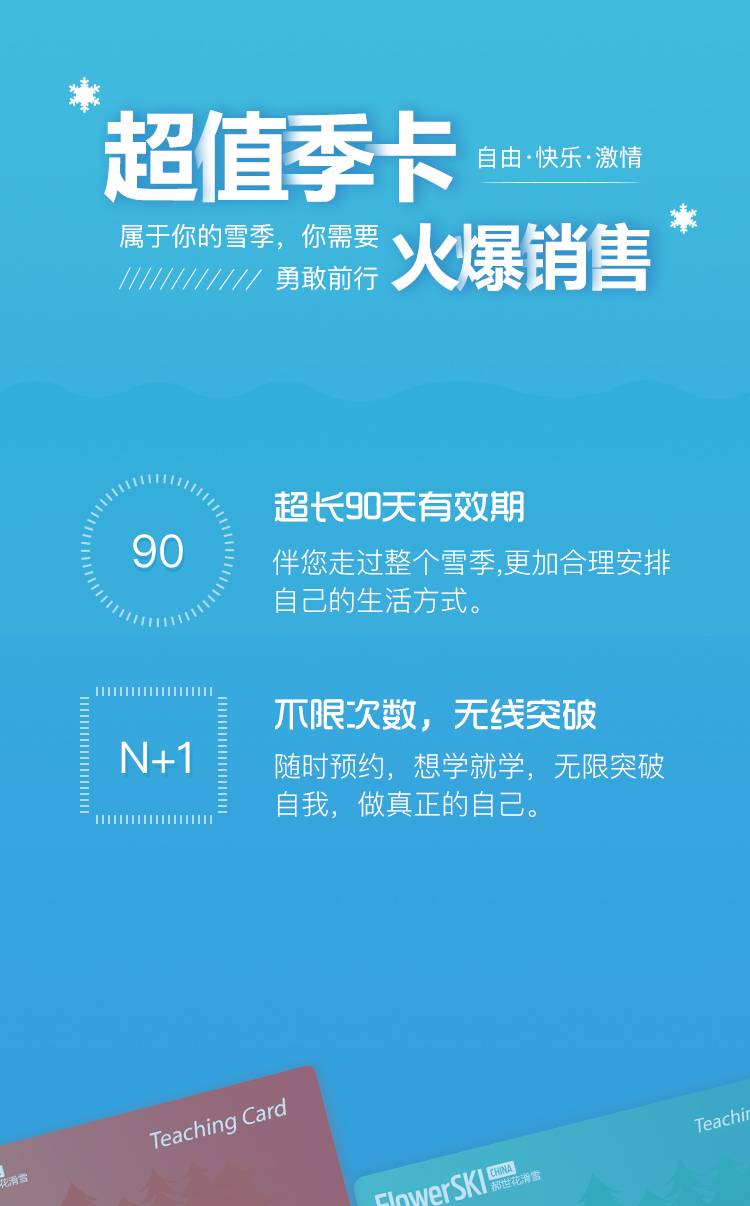 超值季卡
自由·快乐·激情
属于你的雪季，你需要
勇敢前行
火爆销售
90
超长90天有效期
伴您走过整个雪季,更加合理安排
自己的生活方式。
N+1
不限次数，无线突破
随时预约，想学就学，无限突破
自我，做真正的自己。
Teaching Card
花滑雪
Teachin
FlowerSKI CHINA
郝世花滑雪